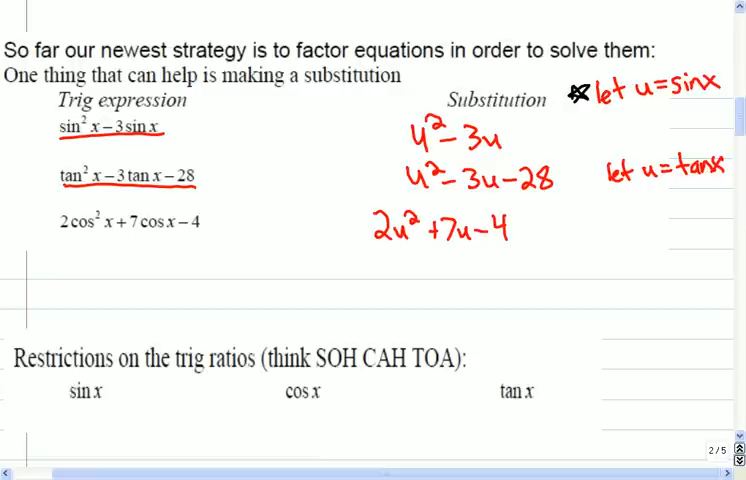 So far our newest strategy is to factor equations in order to solve them:
One thing that can help is making a substitution
Trig expression Substitution let u=sinx
sin² x − 3 sin x u² − 3u
tan² x − 3 tan x − 28 u² − 3u − 28 let u=tanx
2 cos² x + 7 cos x − 4 2u² + 7u − 4
Restrictions on the trig ratios (think SOH CAH TOA):
sin x cos x tan x
2/5